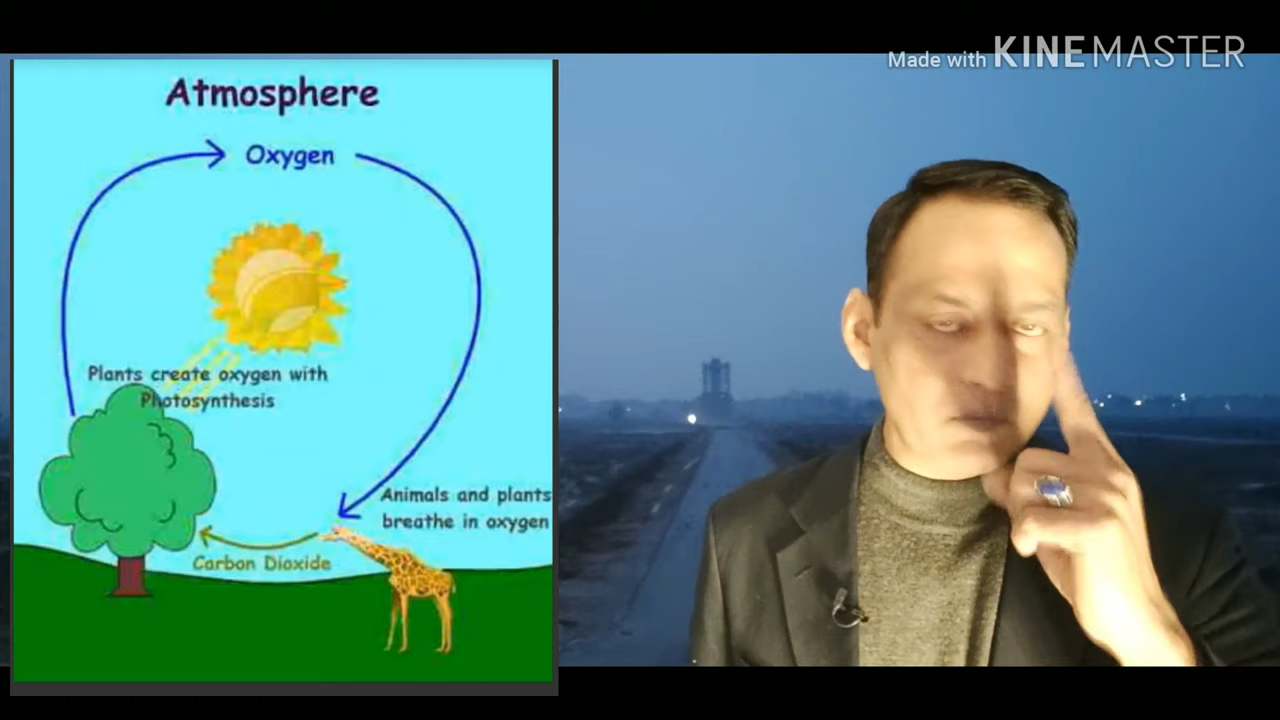 Made with KINEMASTER
Atmosphere
Oxygen
Plants create oxygen with
Photosynthesis
Animals and plants
breathe in oxygen
Carbon Dioxide